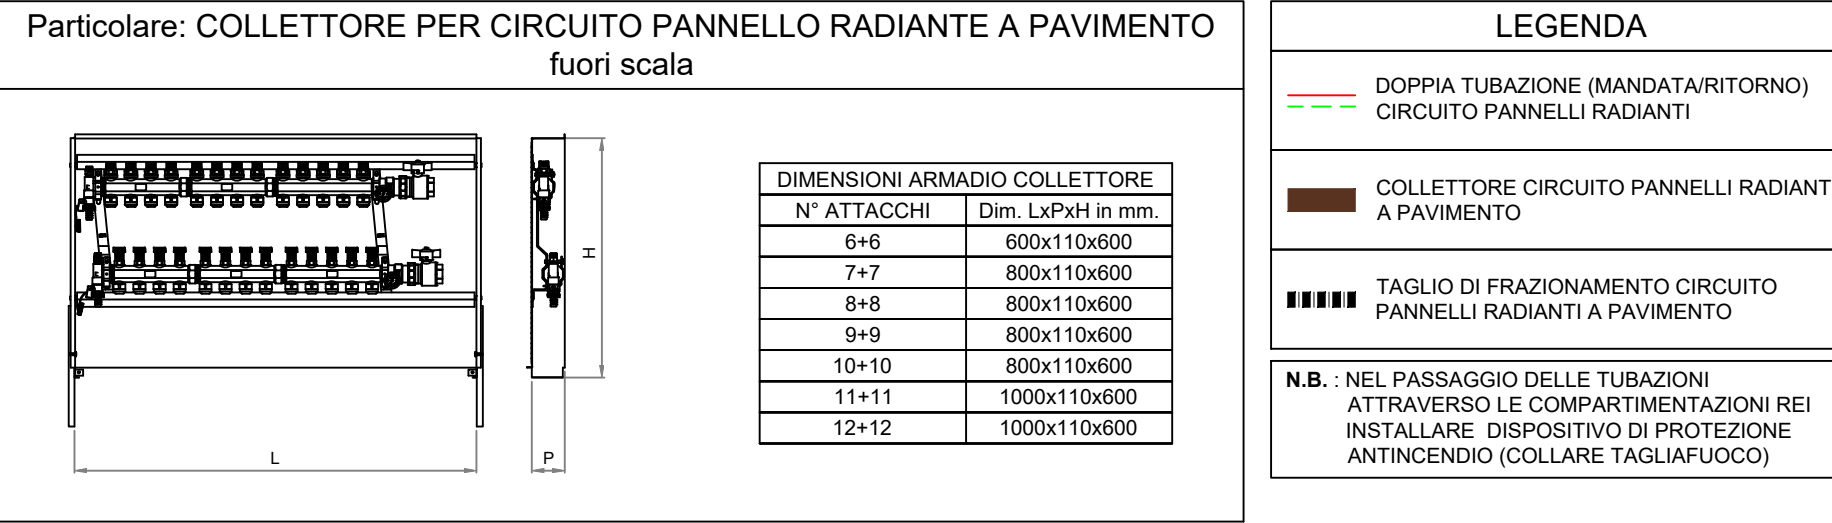 Particolare: COLLETTORE PER CIRCUITO PANNELLO RADIANTE A PAVIMENTO
fuori scala
H
L
P
DIMENSIONI ARMADIO COLLETTORE
N° ATTACCHI Dim. LxPxH in mm.
6+6 600x110x600
7+7 800x110x600
8+8 800x110x600
9+9 800x110x600
10+10 800x110x600
11+11 1000x110x600
12+12 1000x110x600
LEGENDA
DOPPIA TUBAZIONE (MANDATA/RITORNO)
CIRCUITO PANNELLI RADIANTI
COLLETTORE CIRCUITO PANNELLI RADIANT
A PAVIMENTO
TAGLIO DI FRAZIONAMENTO CIRCUITO
PANNELLI RADIANTI A PAVIMENTO
N.B. : NEL PASSAGGIO DELLE TUBAZIONI
ATTRAVERSO LE COMPARTIMENTAZIONI REI
INSTALLARE DISPOSITIVO DI PROTEZIONE
ANTINCENDIO (COLLARE TAGLIAFUOCO)